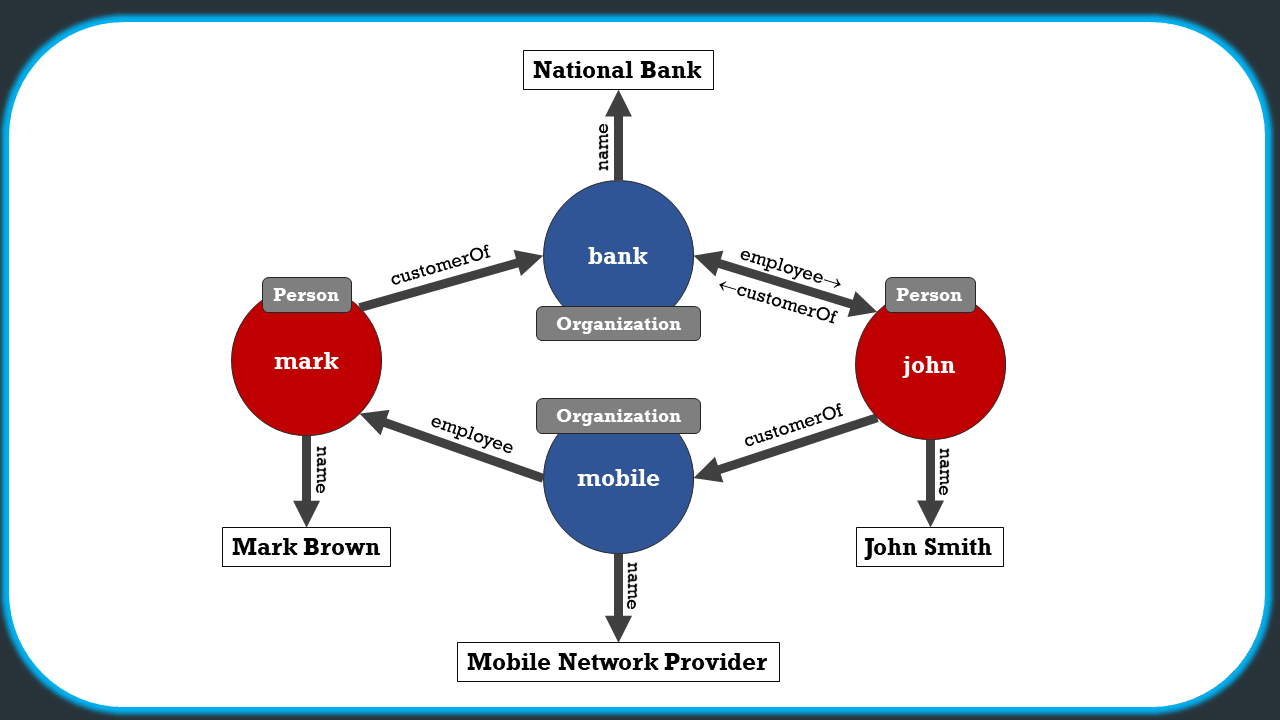 National Bank
name
bank
customerOf
employee→
←customerOf
Person
Person
Organization
mark
john
Organization
employee
customerOf
mobile
name
name
Mark Brown
John Smith
name
Mobile Network Provider